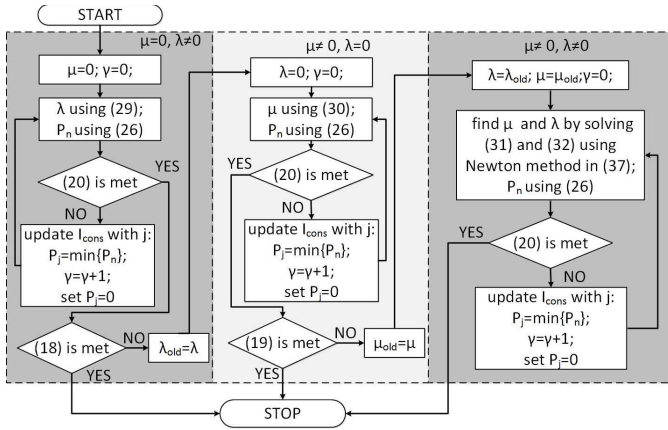 START
μ=0, λ≠0
μ=0; γ=0;
λ using (29);
Pn using (26)
(20) is met
YES
NO
update Icons with j:
Pj=min{Pn};
γ=γ+1;
set Pj=0
(18) is met
NO
λold=λ
YES
μ≠ 0, λ=0
λ=0; γ=0;
μ using (30);
Pn using (26)
YES
(20) is met
NO
update Icons with j:
Pj=min{Pn};
γ=γ+1;
set Pj=0
(19) is met
NO
μold=μ
YES
μ≠ 0, λ≠0
λ=λold; μ=μold;γ=0;
find μ and λ by solving
(31) and (32) using
Newton method in (37);
Pn using (26)
YES
(20) is met
NO
update Icons with j:
Pj=min{Pn};
γ=γ+1;
set Pj=0
STOP